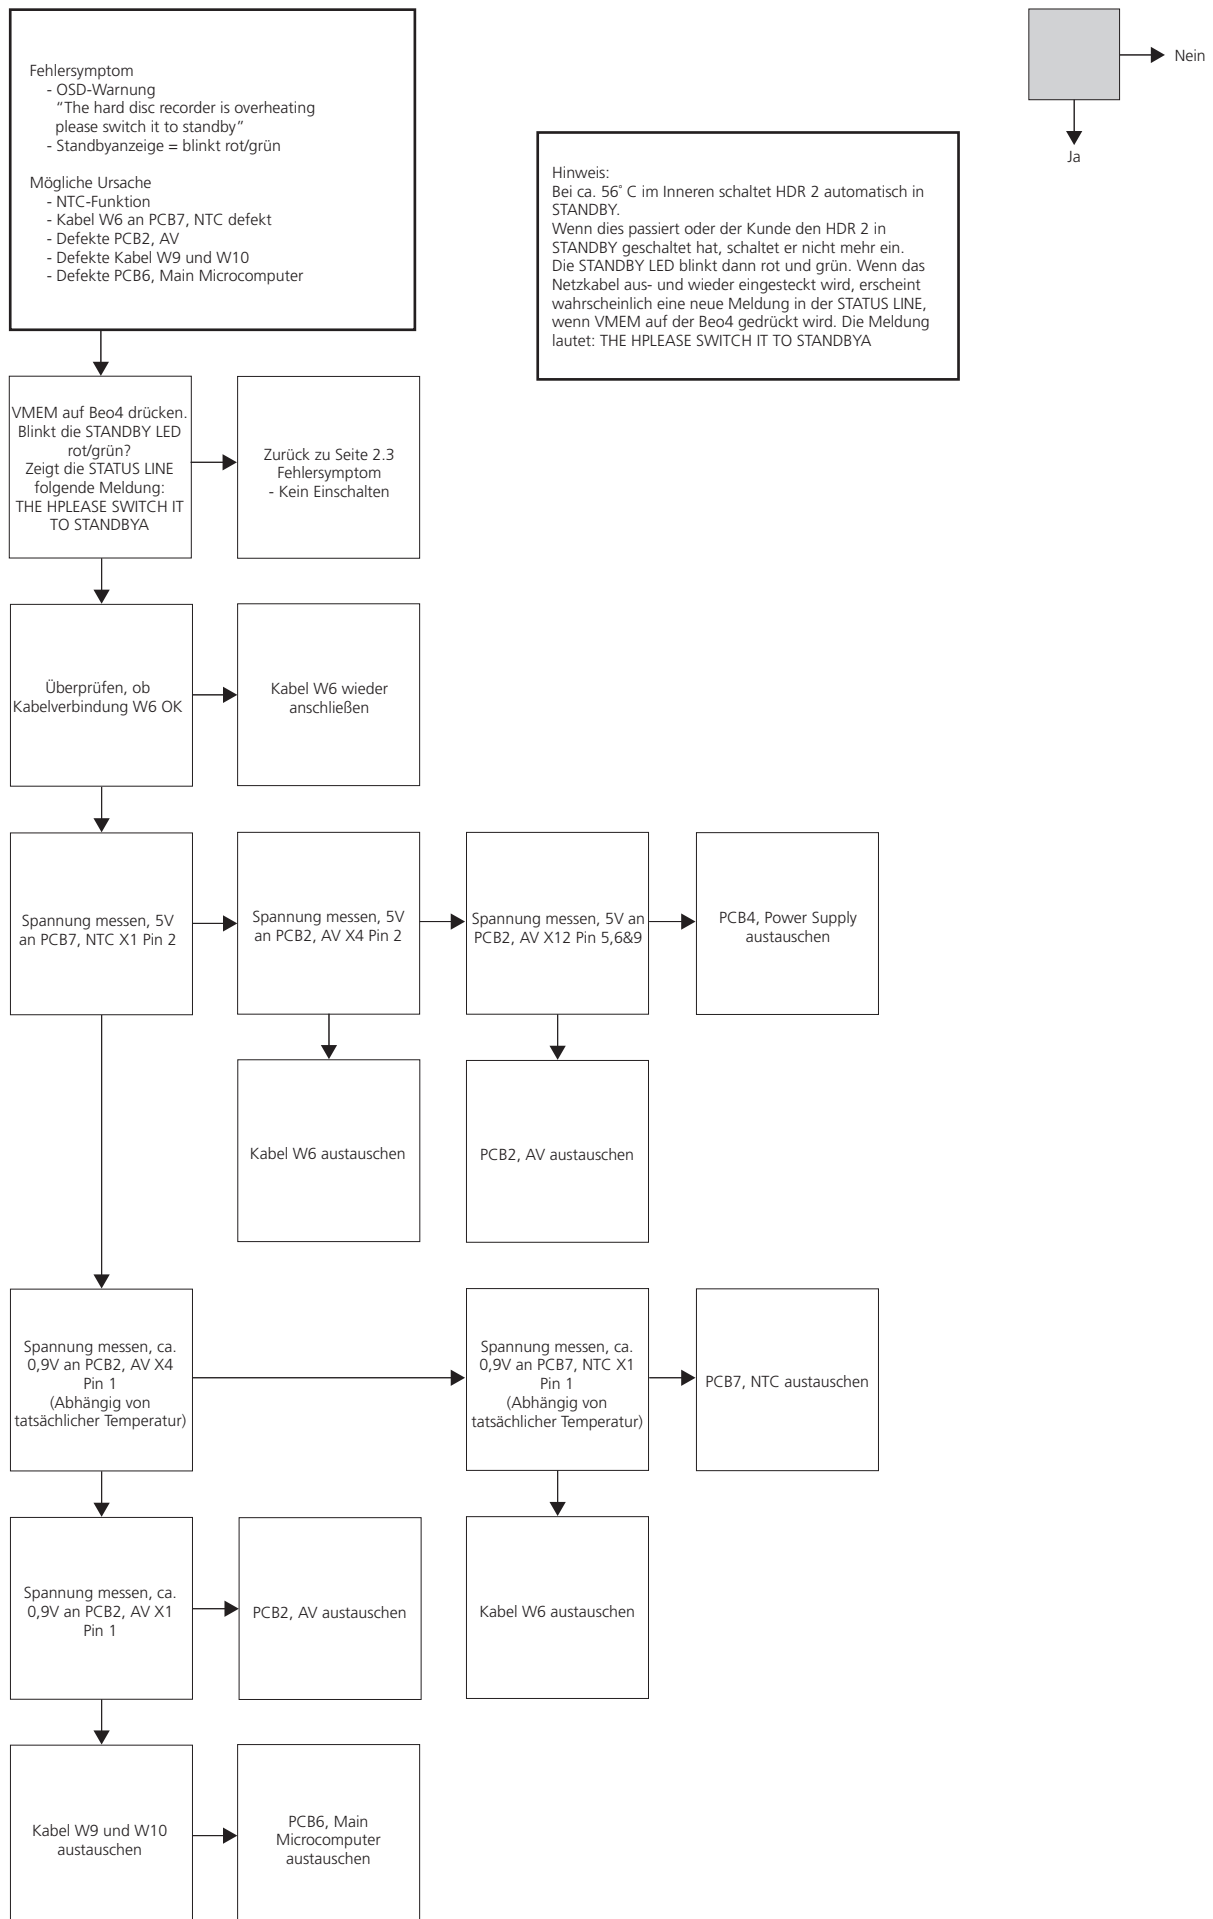 Fehlersymptom
- OSD-Warnung
"The hard disc recorder is overheating
please switch it to standby"
- Standbyanzeige = blinkt rot/grün
Mögliche Ursache
- NTC-Funktion
- Kabel W6 an PCB7, NTC defekt
- Defekte PCB2, AV
- Defekte Kabel W9 und W10
- Defekte PCB6, Main Microcomputer
Nein
Ja
Hinweis:
Bei ca. 56° C im Inneren schaltet HDR 2 automatisch in
STANDBY.
Wenn dies passiert oder der Kunde den HDR 2 in
STANDBY geschaltet hat, schaltet er nicht mehr ein.
Die STANDBY LED blinkt dann rot und grün. Wenn das
Netzkabel aus- und wieder eingesteckt wird, erscheint
wahrscheinlich eine neue Meldung in der STATUS LINE,
wenn VMEM auf der Beo4 gedrückt wird. Die Meldung
lautet: THE HPLEASE SWITCH IT TO STANDBYA
VMEM auf Beo4 drücken.
Blinkt die STANDBY LED
rot/grün?
Zeigt die STATUS LINE
folgende Meldung:
THE HPLEASE SWITCH IT
TO STANDBYA
Zurück zu Seite 2.3
Fehlersymptom
- Kein Einschalten
Überprüfen, ob
Kabelverbindung W6 OK
Kabel W6 wieder
anschließen
Spannung messen, 5V
an PCB7, NTC X1 Pin 2
Spannung messen, 5V
an PCB2, AV X4 Pin 2
Spannung messen, 5V an
PCB2, AV X12 Pin 5,6&9
PCB4, Power Supply
austauschen
Kabel W6 austauschen
PCB2, AV austauschen
Spannung messen, ca.
0,9V an PCB2, AV X4
Pin 1
(Abhängig von
tatsächlicher Temperatur)
Spannung messen, ca.
0,9V an PCB7, NTC X1
Pin 1
(Abhängig von
tatsächlicher Temperatur)
PCB7, NTC austauschen
Spannung messen, ca.
0,9V an PCB2, AV X1
Pin 1
PCB2, AV austauschen
Kabel W6 austauschen
Kabel W9 und W10
austauschen
PCB6, Main
Microcomputer
austauschen